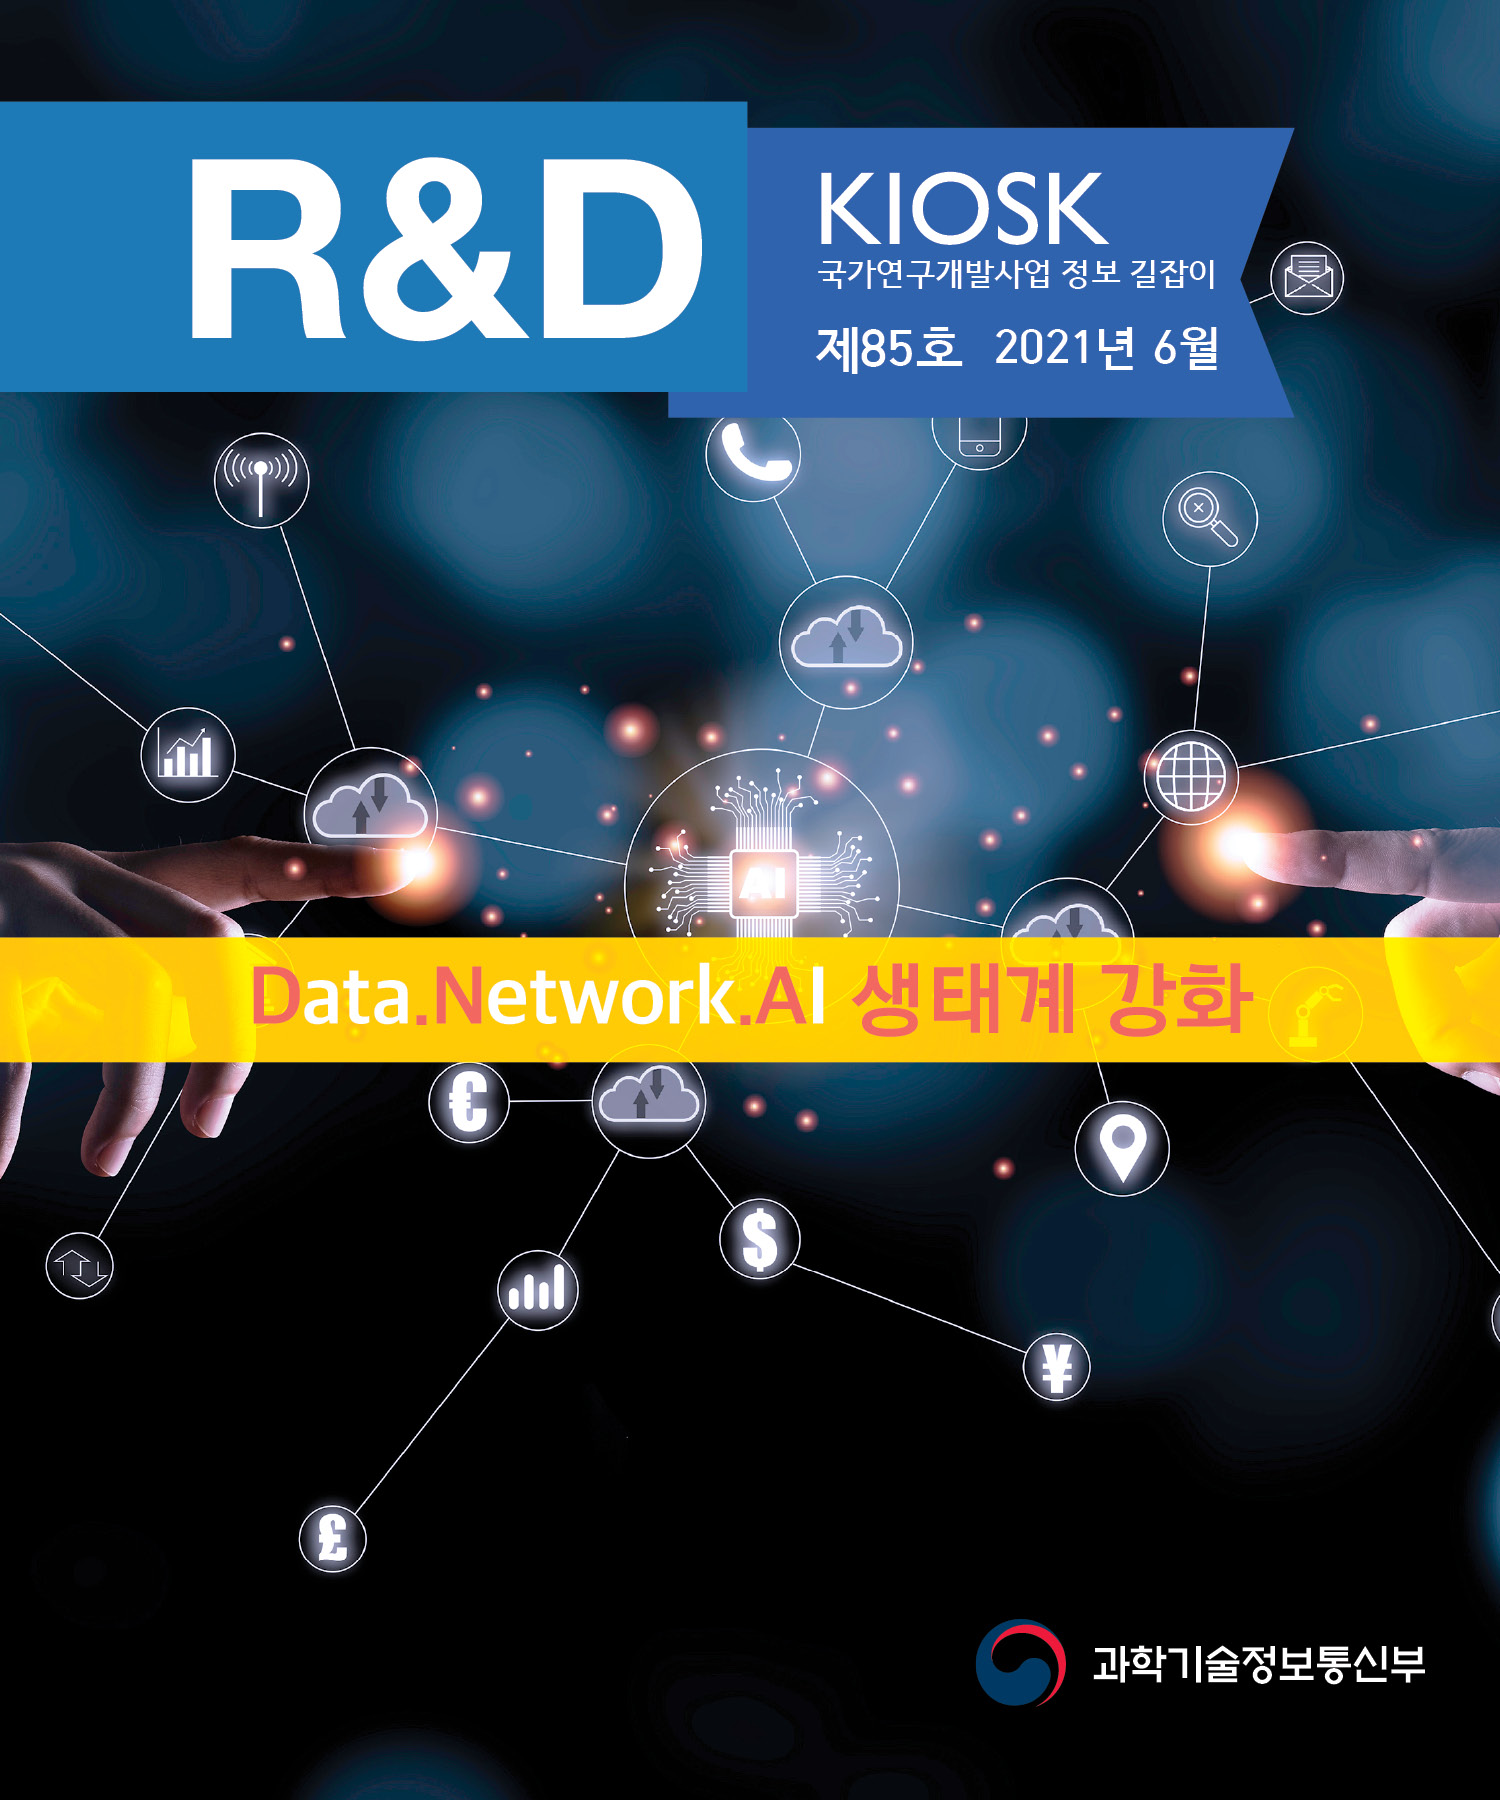 R&D
KIOSK
국가연구개발사업 정보 길잡이
제85호 2021년 6월
AI
Data.Network.AI 생태계 강화
€
$
¥
£
과학기술정보통신부